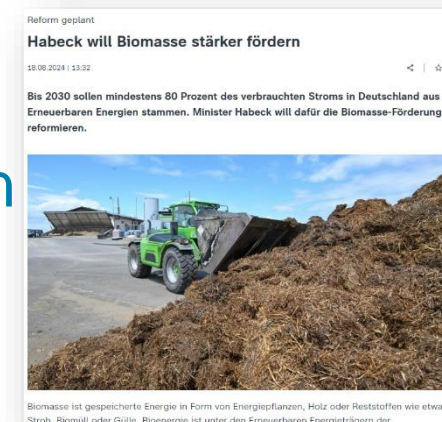 Reform geplant
Habeck will Biomasse stärker fördern
18.08.2024 | 13:32
Bis 2030 sollen mindestens 80 Prozent des verbrauchten Stroms in Deutschland aus
Erneuerbaren Energien stammen. Minister Habeck will dafür die Biomasse-Förderung
reformieren.
n
Biomasse ist gespeicherte Energie in Form von Energiepflanzen, Holz oder Reststoffen wie etwa
Stroh, Biomüll oder Gülle. Bioenergie ist unter den Erneuerbaren Energieträgern der